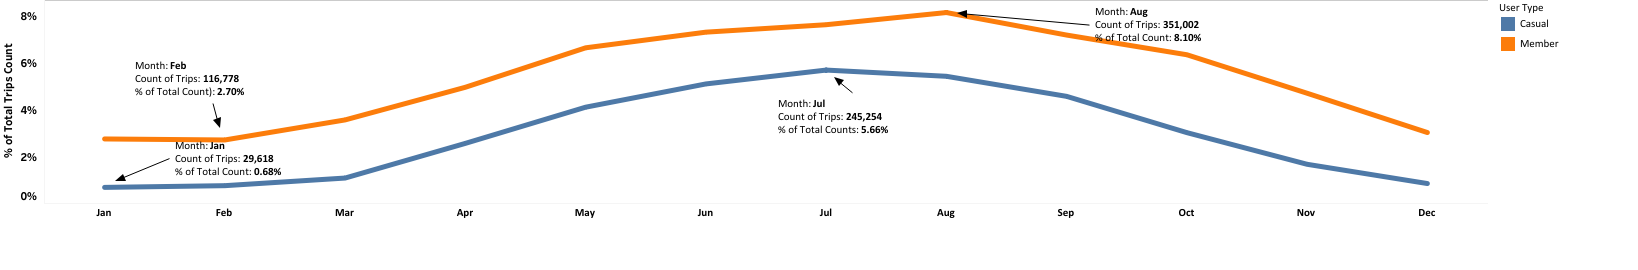 % of Total Trips Count
8%
6%
4%
2%
0%
Month: Feb
Count of Trips: 116,778
% of Total Count): 2.70%
Month: Jan
Count of Trips: 29,618
% of Total Count: 0.68%
Month: Jul
Count of Trips: 245,254
% of Total Counts: 5.66%
Month: Aug
Count of Trips: 351,002
% of Total Count: 8.10%
Jan
Feb
Mar
Apr
May
Jun
Jul
Aug
Sep
Oct
Nov
Dec
User Type
Casual
Member